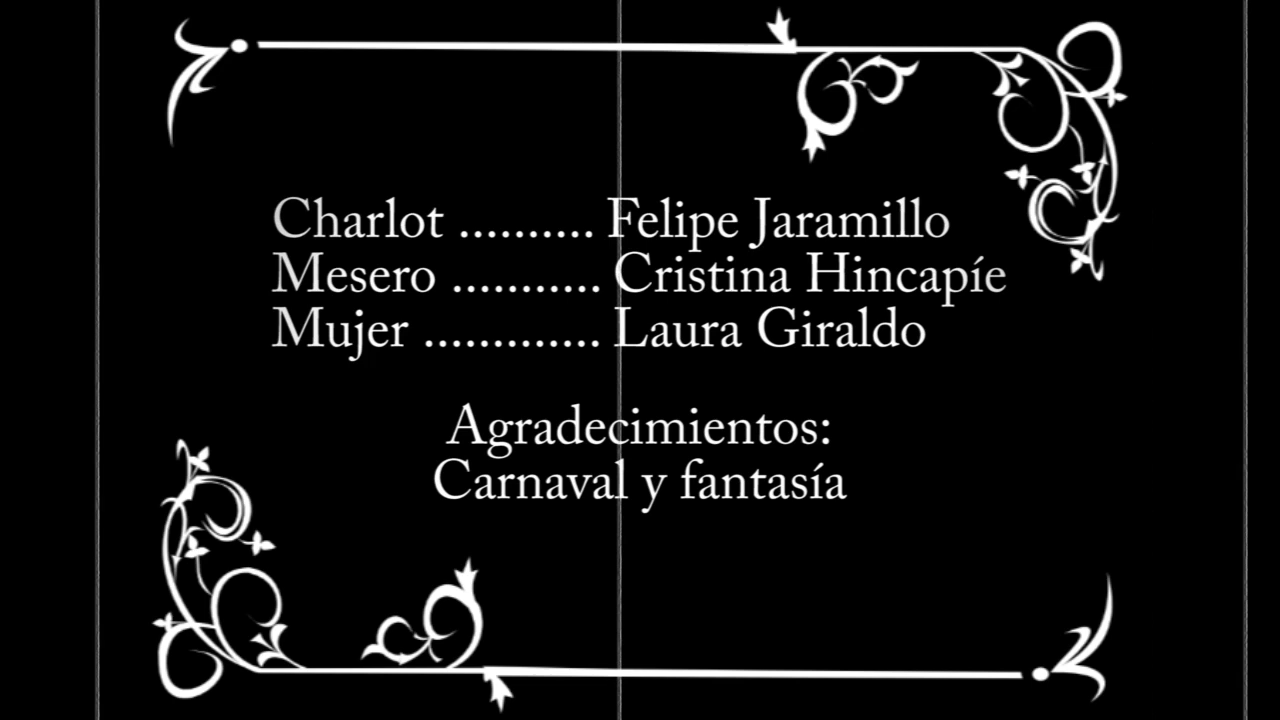 Charlot .......... Felipe Jaramillo
Mesero ........... Cristina Hincapíe
Mujer ............. Laura Giraldo
Agradecimientos:
Carnaval y fantasía